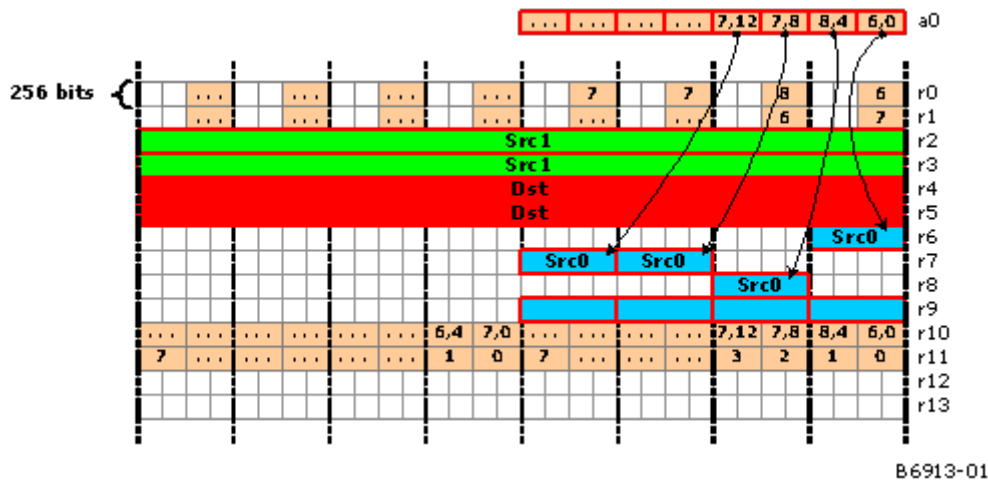 ... ... ... ... 7,12 7,8 8,4 6,0 a0
256 bits ... ... ... ... 7 7 8 6 r0
... ... ... ... ... ... 6 7 r1
Src1 r2
Src1 r3
Dst r4
Dst r5
Src0 r6
Src0 Src0 r7
Src0 r8
r9
... ... ... ... ... ... 6,4 7,0 ... ... ... ... 7,12 7,8 8,4 6,0 r10
7 ... ... ... ... ... 1 0 7 ... ... ... 3 2 1 0 r11
r12
r13
B6913-01